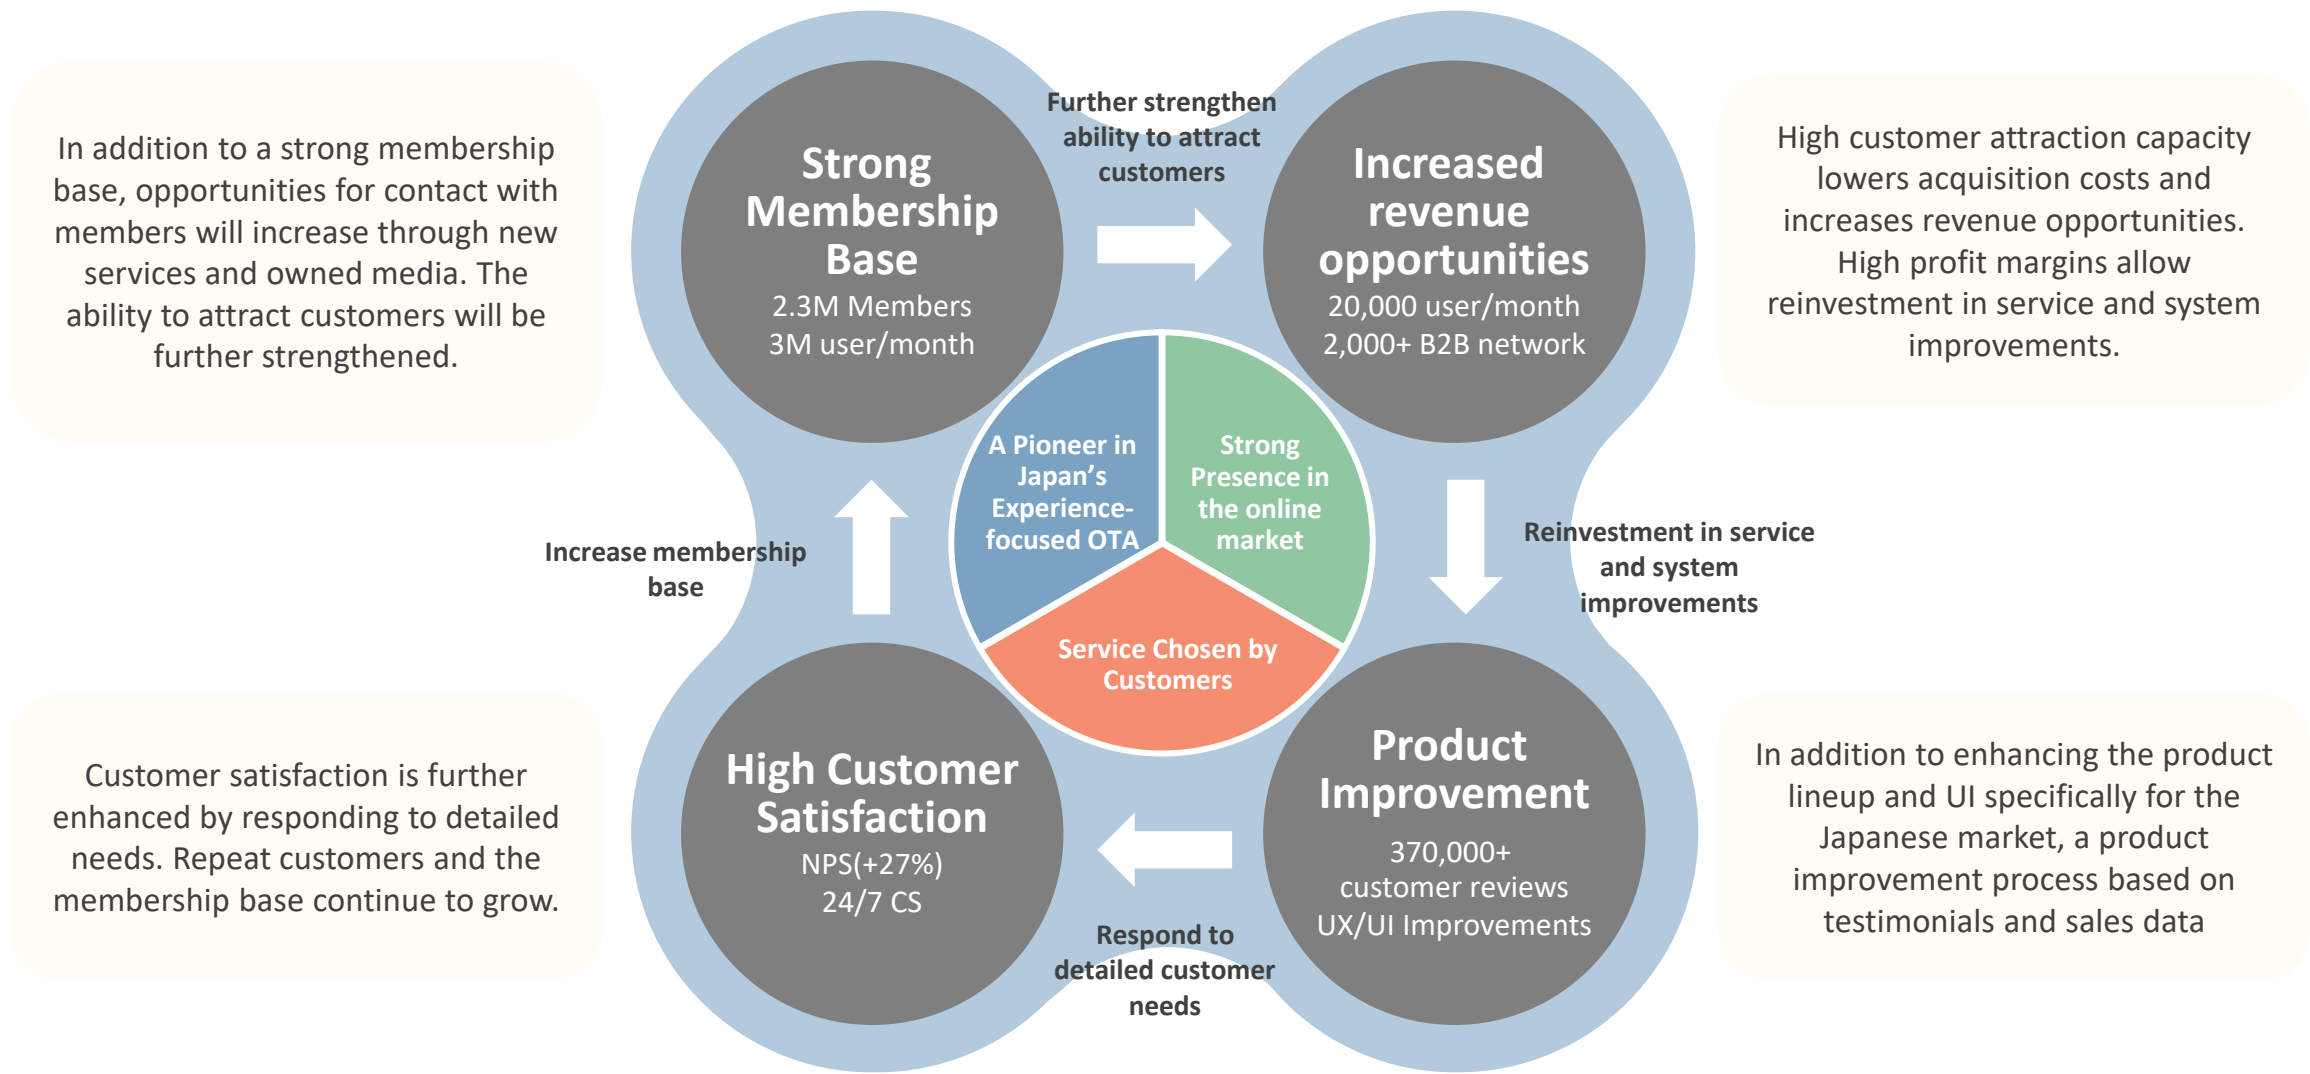 In addition to a strong membership
base, opportunities for contact with
members will increase through new
services and owned media. The
ability to attract customers will be
further strengthened.
Strong
Membership
Base
2.3M Members
3M user/month
Further strengthen
ability to attract
customers
Increased
revenue
opportunities
20,000 user/month
2,000+ B2B network
High customer attraction capacity
lowers acquisition costs and
increases revenue opportunities.
High profit margins allow
reinvestment in service and system
improvements.
A Pioneer in
Japan’s
Experience-
focused OTA
Strong
Presence in
the online
market
Service Chosen by
Customers
Increase membership
base
Reinvestment in service
and system
improvements
Customer satisfaction is further
enhanced by responding to detailed
needs. Repeat customers and the
membership base continue to grow.
High Customer
Satisfaction
NPS(+27%)
24/7 CS
Respond to
detailed customer
needs
Product
Improvement
370,000+
customer reviews
UX/UI Improvements
In addition to enhancing the product
lineup and UI specifically for the
Japanese market, a product
improvement process based on
testimonials and sales data